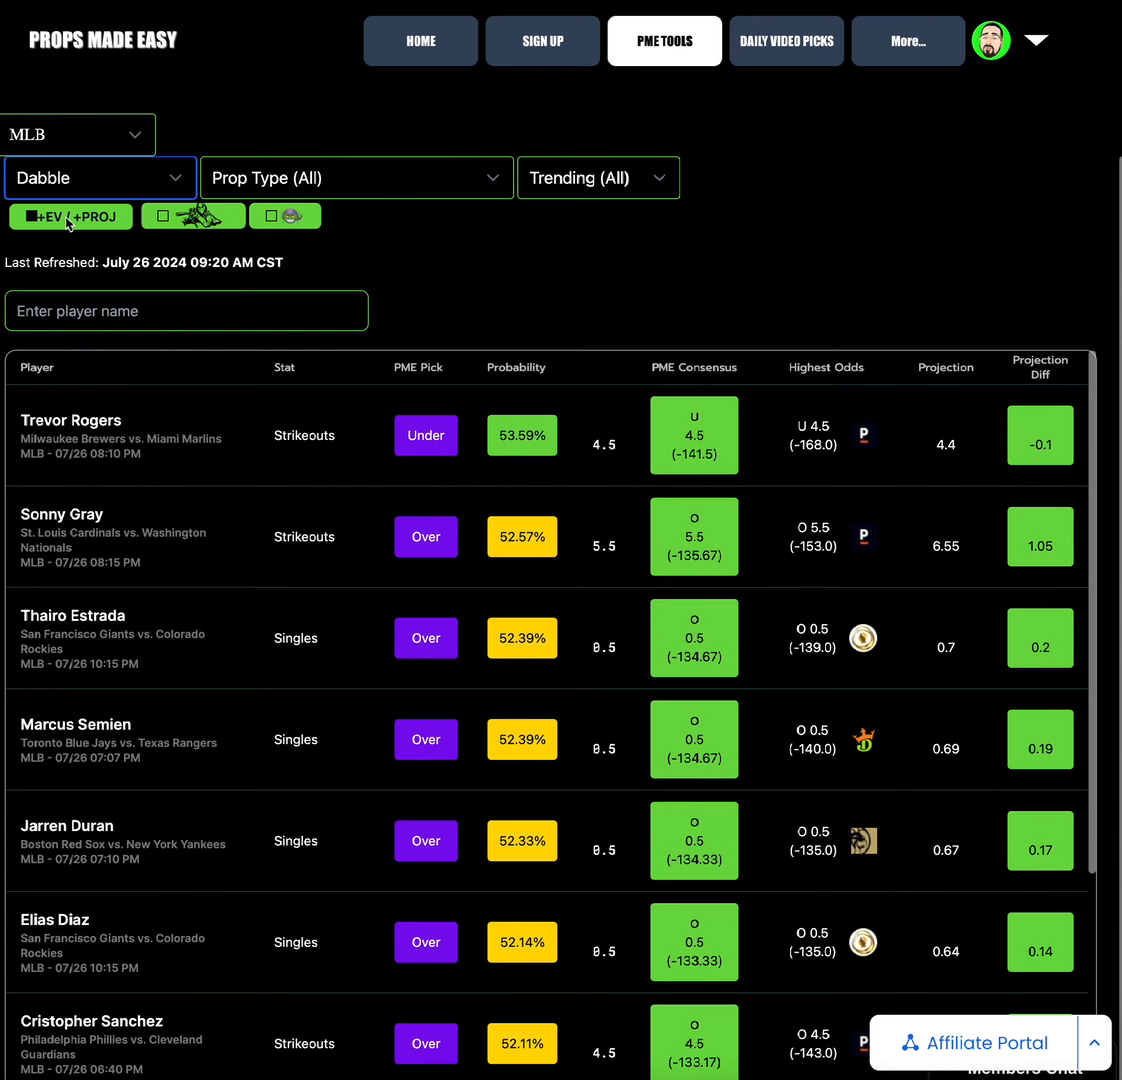 PROPS MADE EASY
HOME
SIGN UP
PME TOOLS
DAILY VIDEO PICKS
More...
MLB
Dabble
Prop Type (All)
Trending (All)
+EV / +PROJ
Last Refreshed: July 26 2024 09:20 AM CST
Enter player name
Player Stat PME Pick Probability PME Consensus Highest Odds Projection Projection
Diff
Trevor Rogers
Milwaukee Brewers vs. Miami Marlins
MLB - 07/26 08:10 PM
Strikeouts
Under
53.59%
4.5
U
4.5
(-141.5)
U 4.5
(-168.0)
P
4.4
-0.1
Sonny Gray
St. Louis Cardinals vs. Washington
Nationals
MLB - 07/26 08:15 PM
Strikeouts
Over
52.57%
5.5
O
5.5
(-135.67)
O 5.5
(-153.0)
P
6.55
1.05
Thairo Estrada
San Francisco Giants vs. Colorado
Rockies
MLB - 07/26 10:15 PM
Singles
Over
52.39%
0.5
O
0.5
(-134.67)
O 0.5
(-139.0)
0.7
0.2
Marcus Semien
Toronto Blue Jays vs. Texas Rangers
MLB - 07/26 07:07 PM
Singles
Over
52.39%
0.5
O
0.5
(-134.67)
O 0.5
(-140.0)
0.69
0.19
Jarren Duran
Boston Red Sox vs. New York Yankees
MLB - 07/26 07:10 PM
Singles
Over
52.33%
0.5
O
0.5
(-134.33)
O 0.5
(-135.0)
0.67
0.17
Elias Diaz
San Francisco Giants vs. Colorado
Rockies
MLB - 07/26 10:15 PM
Singles
Over
52.14%
0.5
O
0.5
(-133.33)
O 0.5
(-135.0)
0.64
0.14
Cristopher Sanchez
Philadelphia Phillies vs. Cleveland
Guardians
MLB - 07/26 06:40 PM
Strikeouts
Over
52.11%
4.5
O
4.5
(-133.17)
O 4.5
(-143.0)
P
Affiliate Portal
Members Chat